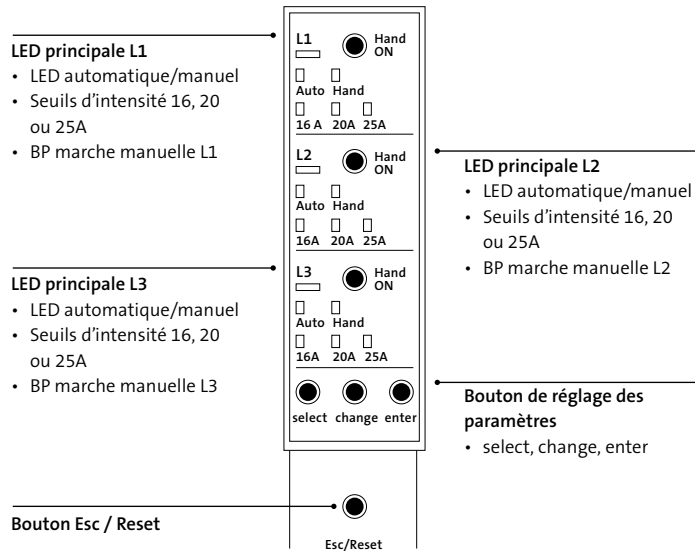 LED principale L1
• LED automatique/manuel
• Seuils d'intensité 16, 20
ou 25A
• BP marche manuelle L1
LED principale L3
• LED automatique/manuel
• Seuils d'intensité 16, 20
ou 25A
• BP marche manuelle L3
Bouton Esc / Reset
L1
Hand
ON
Auto Hand
16 A 20A 25A
L2
Hand
ON
Auto Hand
16A 20A 25A
L3
Hand
ON
Auto Hand
16A 20A 25A
select change enter
Esc/Reset
LED principale L2
• LED automatique/manuel
• Seuils d'intensité 16, 20
ou 25A
• BP marche manuelle L2
Bouton de réglage des
paramètres
• select, change, enter